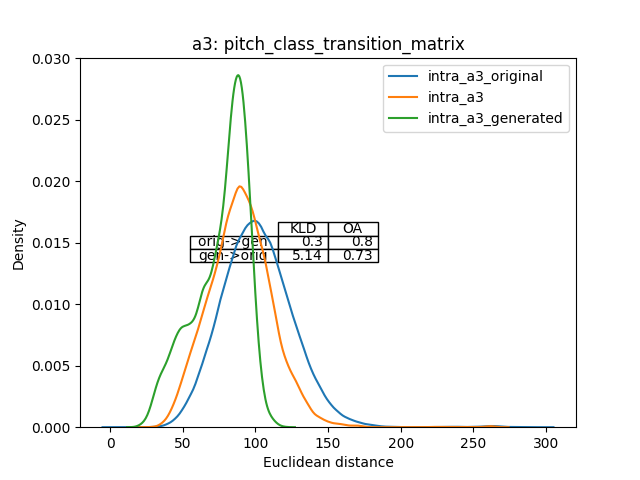 a3: pitch_class_transition_matrix
intra_a3_original
intra_a3
intra_a3_generated
KLD OA
orig->gen 0.3 0.8
gen->orig 5.14 0.73
Density
0.030
0.025
0.020
0.015
0.010
0.005
0.000
0 50 100 150 200 250 300
Euclidean distance